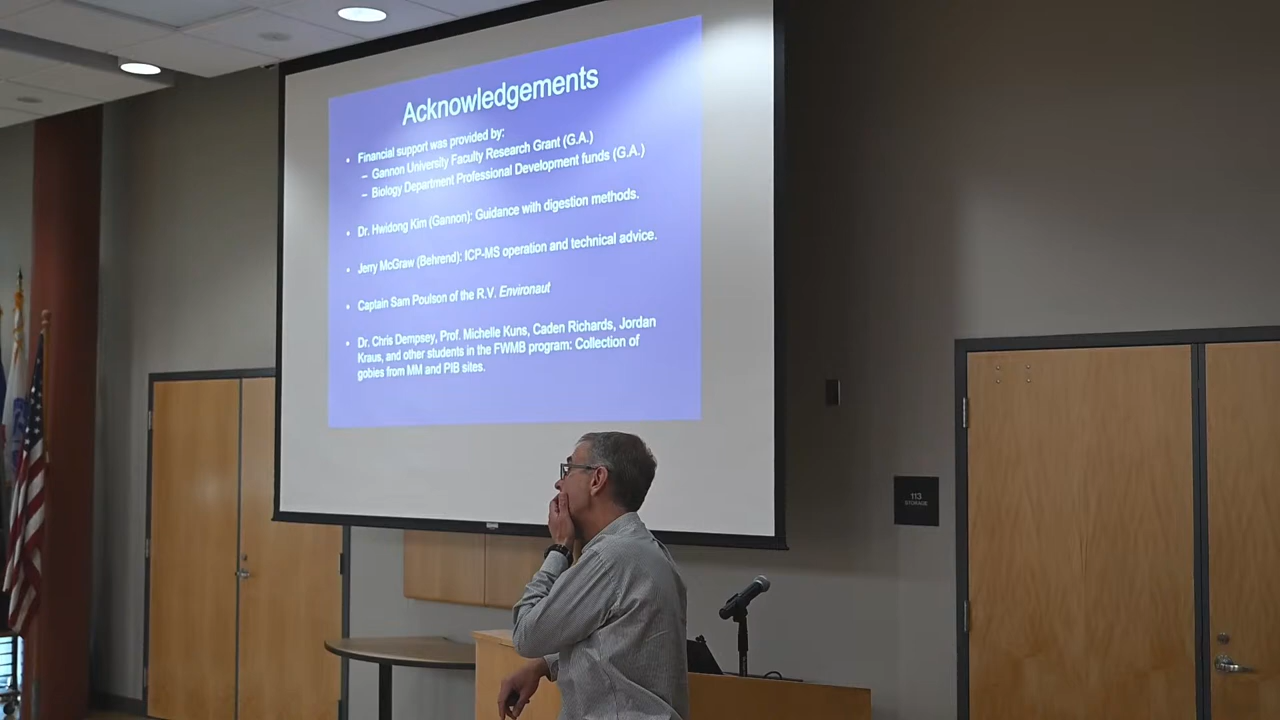 Acknowledgements
• Financial support was provided by:
– Gannon University Faculty Research Grant (G.A.)
– Biology Department Professional Development funds (G.A.)
• Dr. Hwidong Kim (Gannon): Guidance with digestion methods.
• Jerry McGraw (Behrend): ICP-MS operation and technical advice.
• Captain Sam Poulson of the R.V. Environaut
• Dr. Chris Dempsey, Prof. Michelle Kuns, Caden Richards, Jordan
Kraus, and other students in the FWMB program: Collection of
gobies from MM and PIB sites.
113
STORAGE